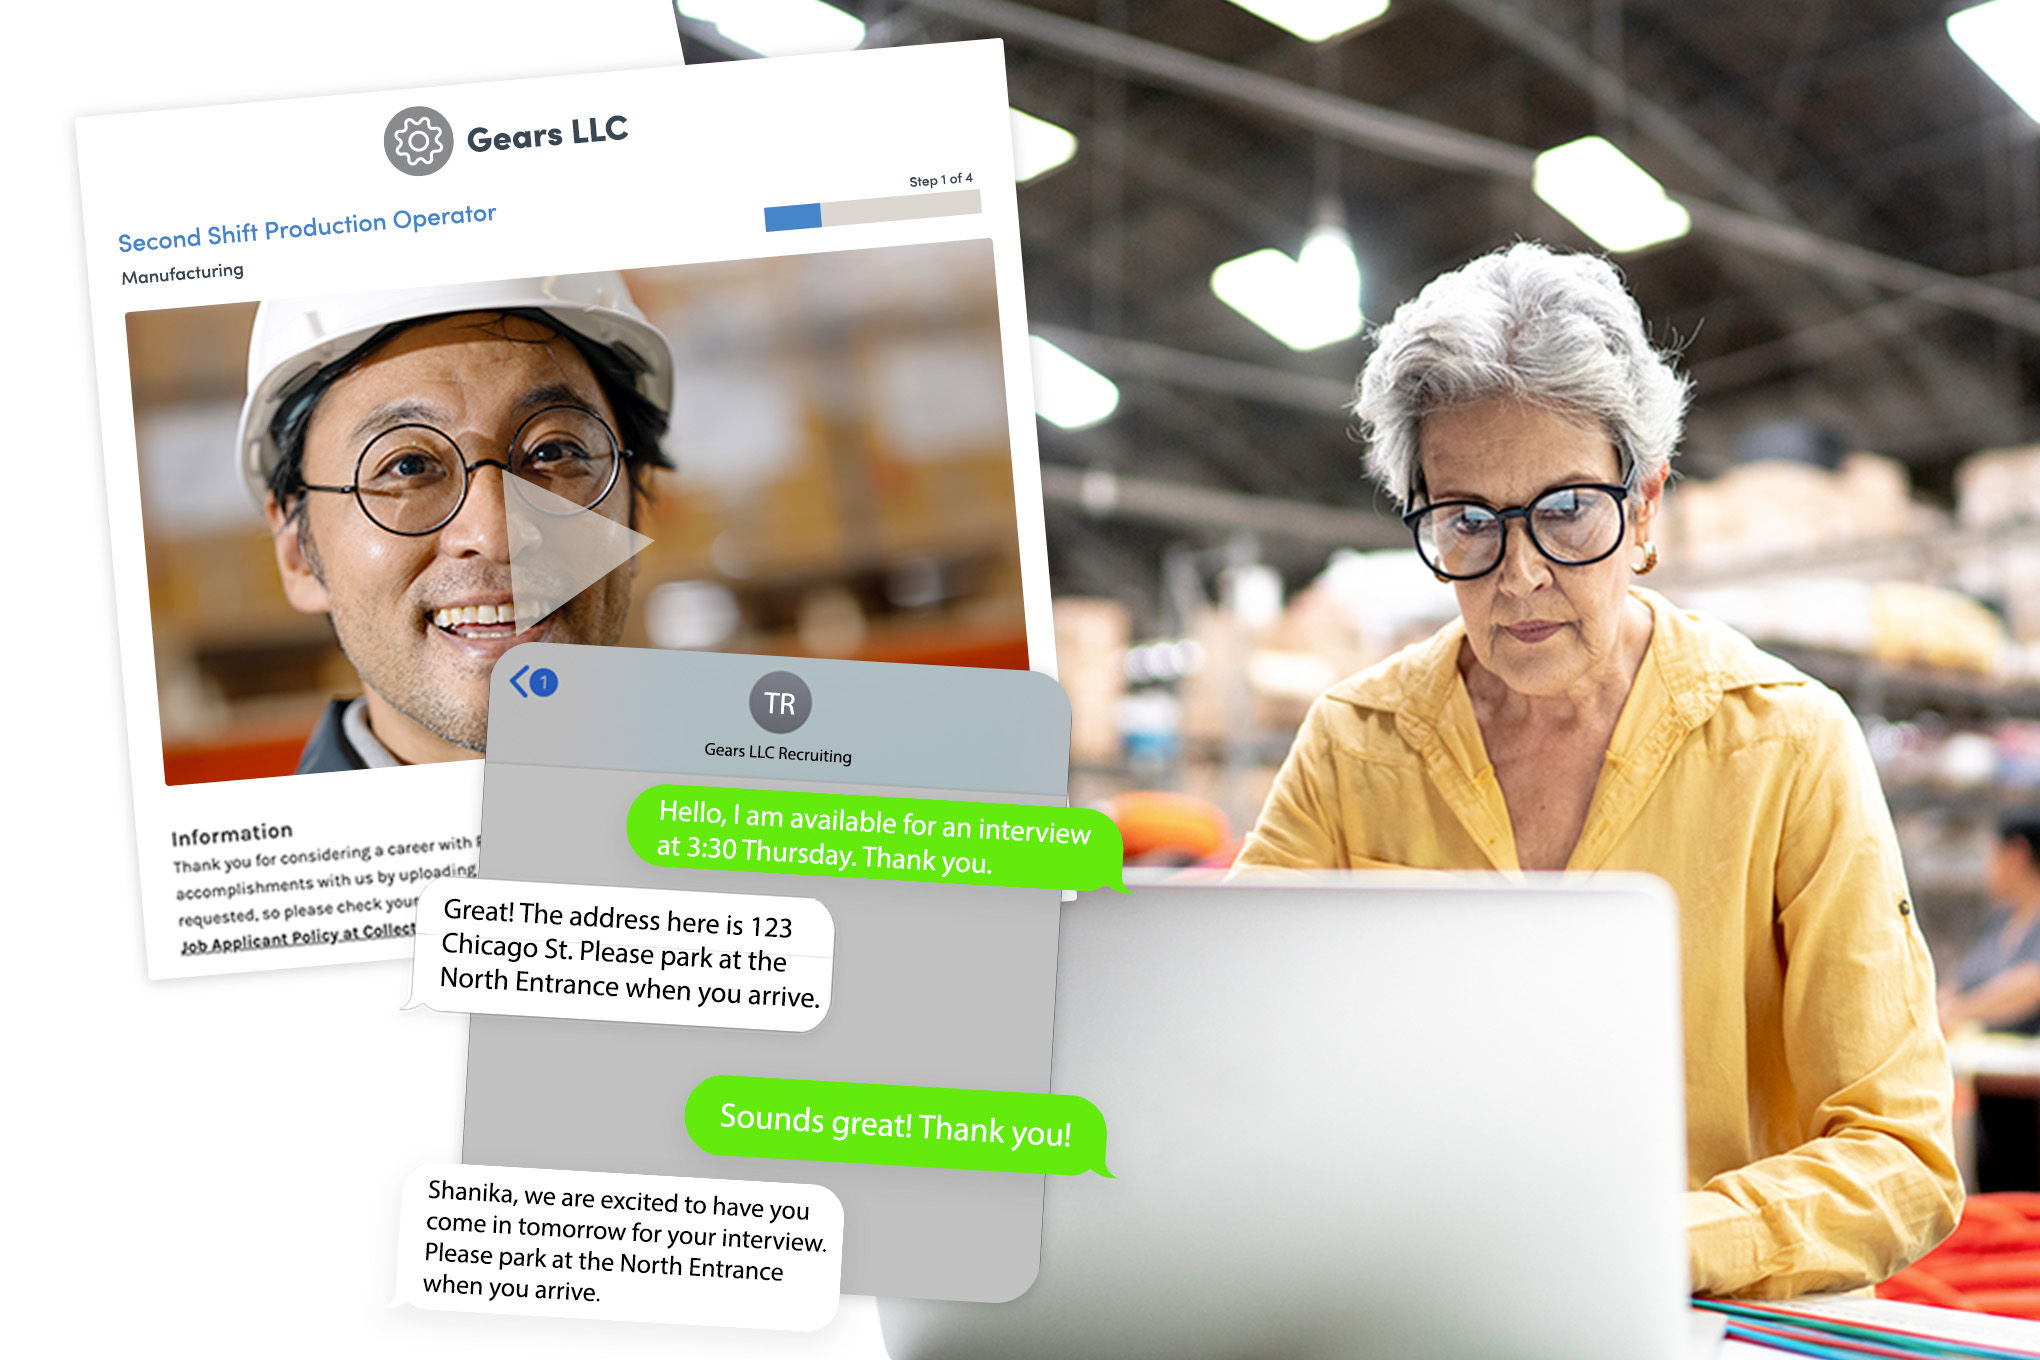 Gears LLC
Step 1 of 4
Second Shift Production Operator
Manufacturing
Information
Thank you for considering a career with
accomplishments with us by uploading
requested, so please check your
Job Applicant Policy at Collect
1
TR
Gears LLC Recruiting
Hello, I am available for an interview
at 3:30 Thursday. Thank you.
Great! The address here is 123
Chicago St. Please park at the
North Entrance when you arrive.
Sounds great! Thank you!
Shanika, we are excited to have you
come in tomorrow for your interview.
Please park at the North Entrance
when you arrive.